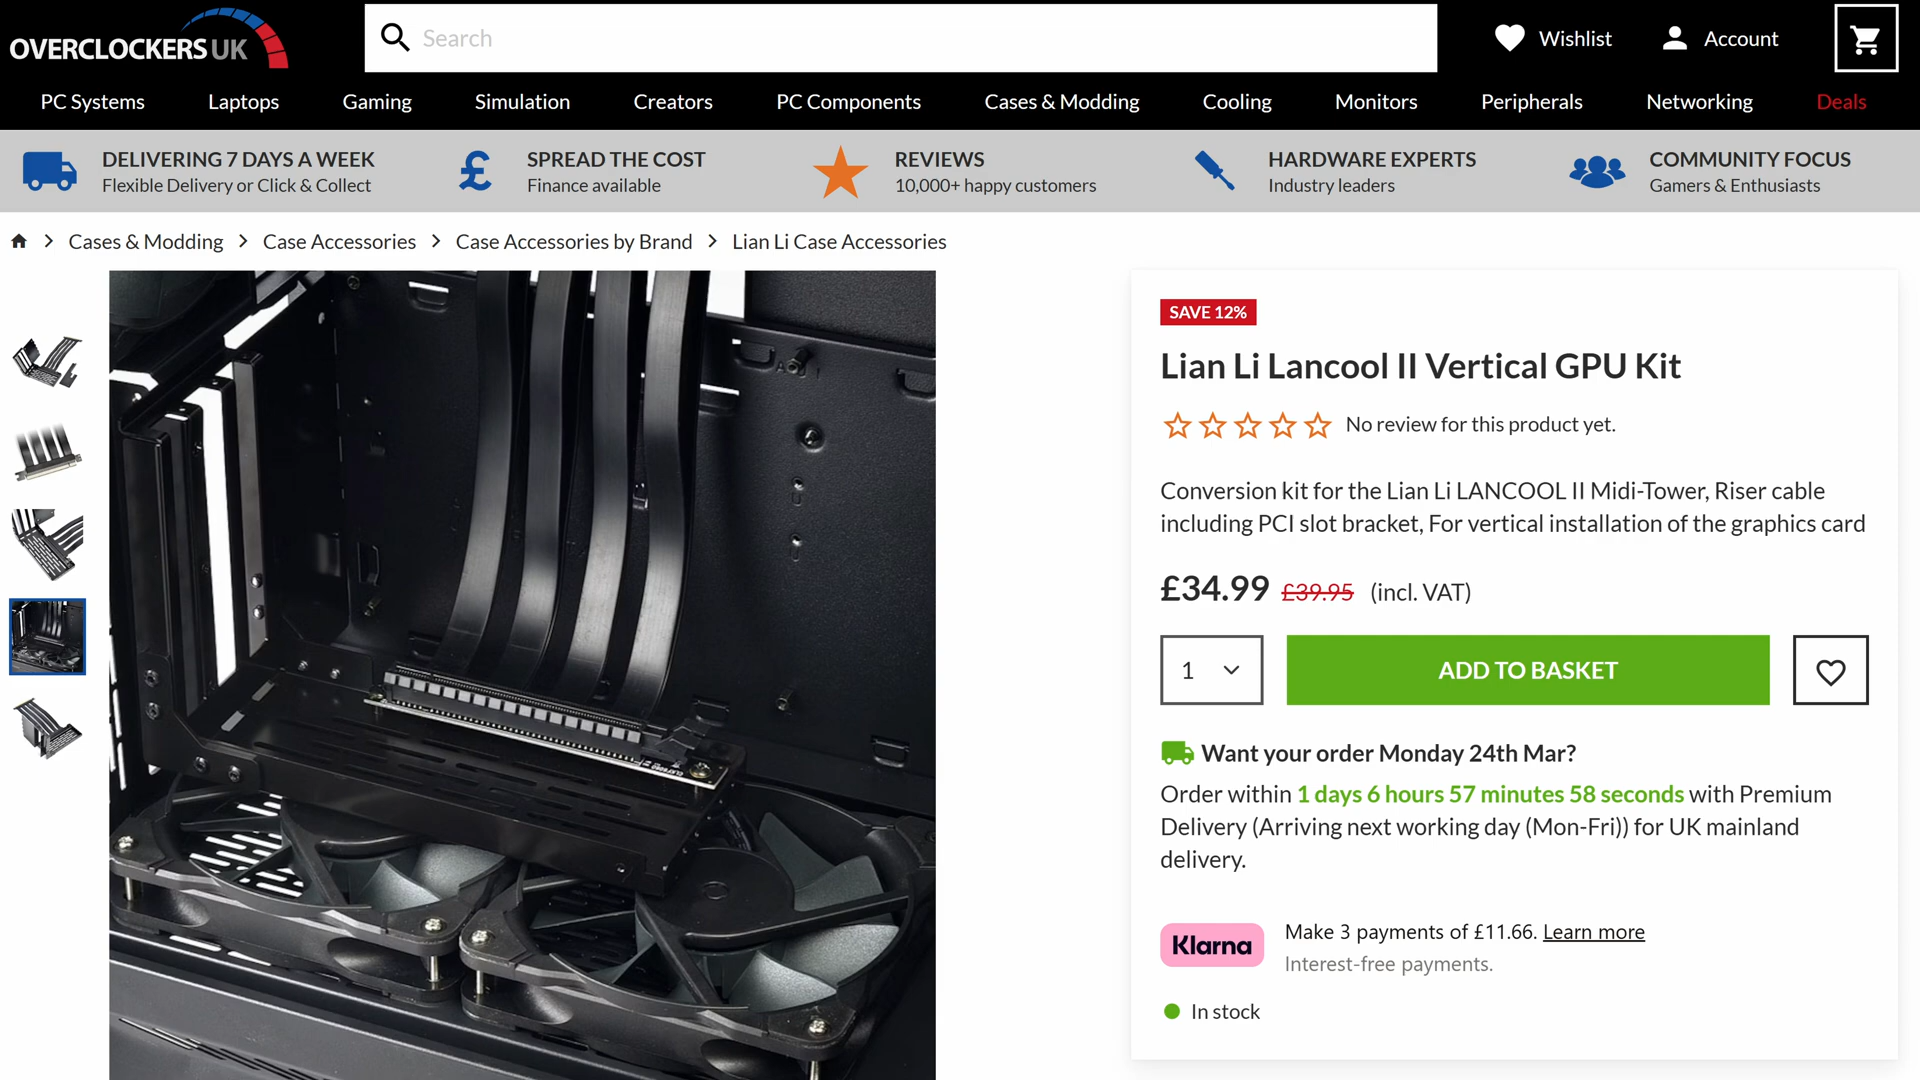 OVERCLOCKERS UK
Search
Wishlist
Account
PC Systems
Laptops
Gaming
Simulation
Creators
PC Components
Cases & Modding
Cooling
Monitors
Peripherals
Networking
Deals
DELIVERING 7 DAYS A WEEK
Flexible Delivery or Click & Collect
SPREAD THE COST
Finance available
REVIEWS
10,000+ happy customers
HARDWARE EXPERTS
Industry leaders
COMMUNITY FOCUS
Gamers & Enthusiasts
Cases & Modding
Case Accessories
Case Accessories by Brand
Lian Li Case Accessories
SAVE 12%
Lian Li Lancool II Vertical GPU Kit
No review for this product yet.
Conversion kit for the Lian Li LANCOOL II Midi-Tower, Riser cable
including PCI slot bracket, For vertical installation of the graphics card
£34.99 £39.95 (incl. VAT)
1
ADD TO BASKET
Want your order Monday 24th Mar?
Order within 1 days 6 hours 57 minutes 58 seconds with Premium
Delivery (Arriving next working day (Mon-Fri)) for UK mainland
delivery.
Klarna
Make 3 payments of £11.66. Learn more
Interest-free payments.
In stock